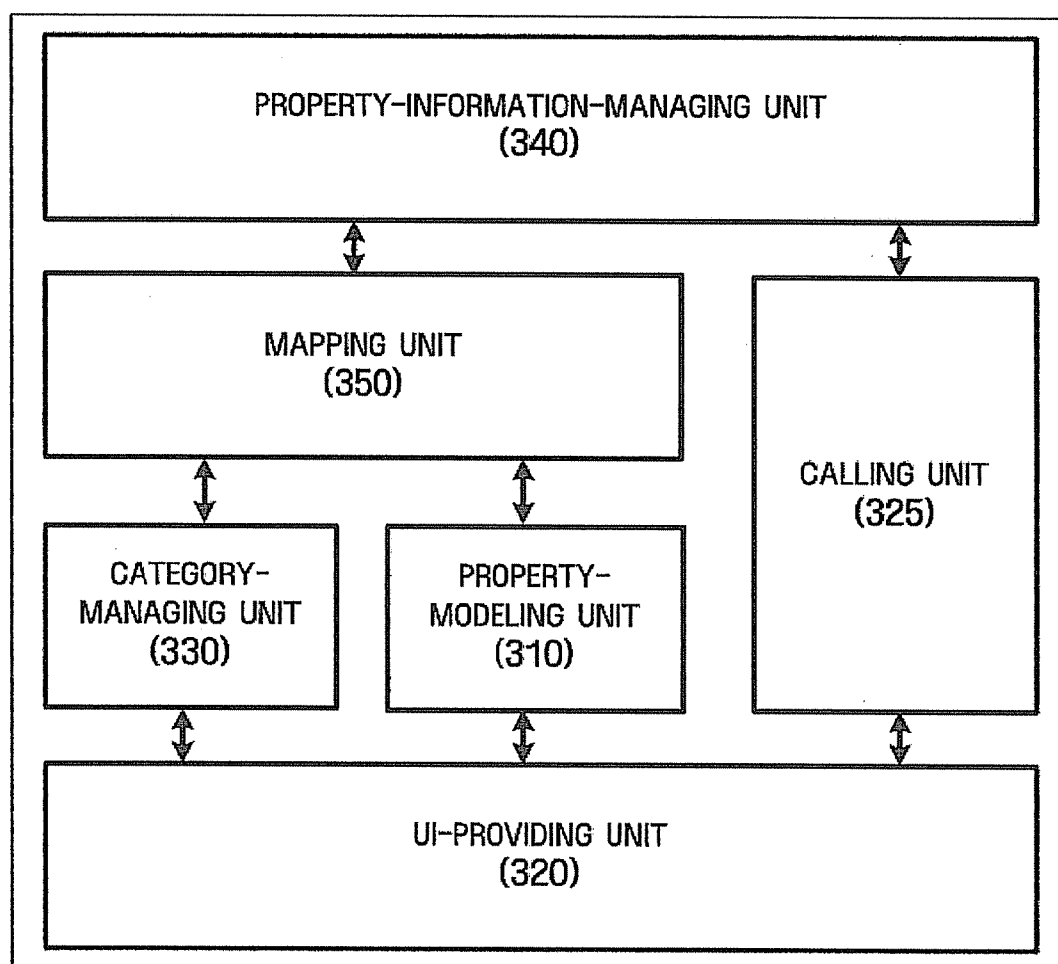 PROPERTY-INFORMATION-MANAGING UNIT
(340)
MAPPING UNIT
(350)
CALLING UNIT
(325)
CATEGORY-
MANAGING UNIT
(330)
PROPERTY-
MODELING UNIT
(310)
UI-PROVIDING UNIT
(320)